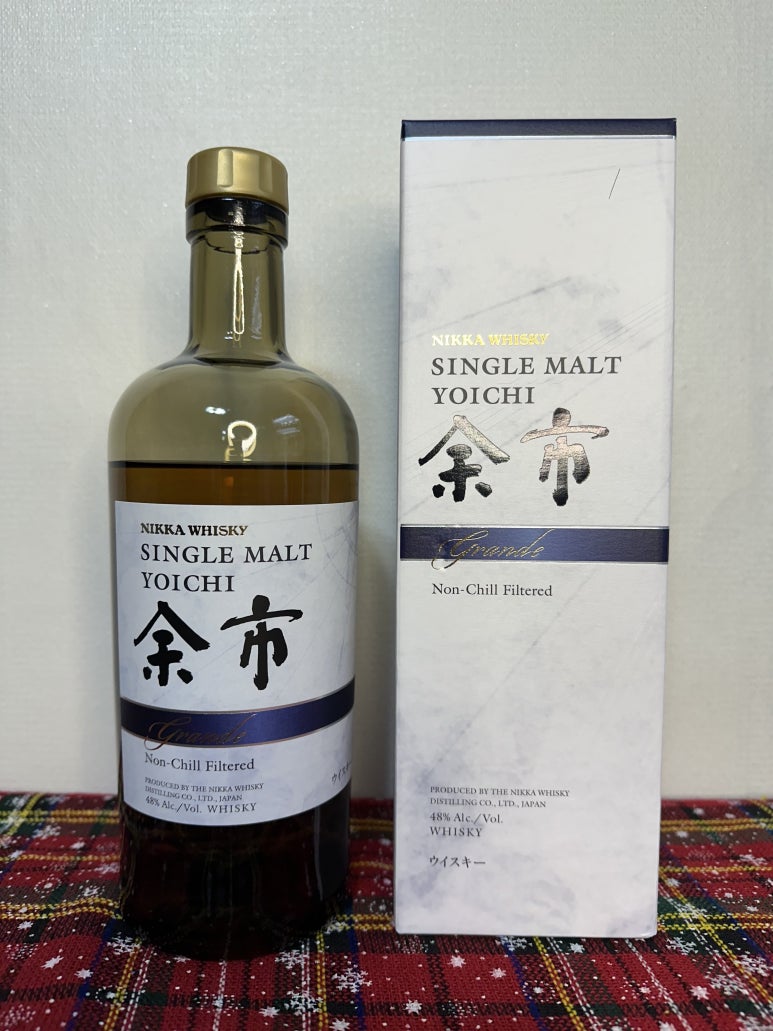 NIKKA WHISKY
SINGLE MALT
YOICHI
余市
Grande
Non-Chill Filtered
PRODUCED BY THE NIKKA WHISKY
DISTILLING CO., LTD., JAPAN
48% Alc./Vol. WHISKY
ウイスキー
NIKKA WHISKY
SINGLE MALT
YOICHI
余市
Grande
Non-Chill Filtered
PRODUCED BY THE NIKKA WHISKY
DISTILLING CO., LTD., JAPAN
48% Alc./Vol.
WHISKY
ウイスキー